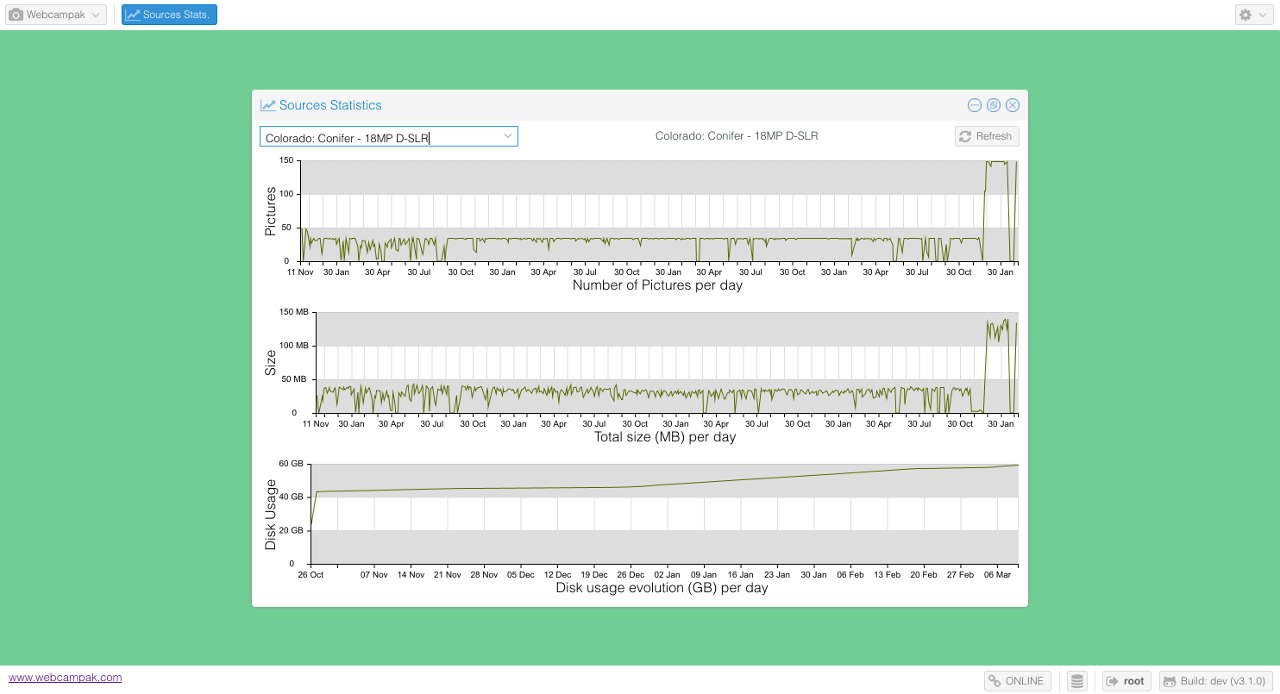 Webcampak
Sources Stats.
Sources Statistics
Colorado: Conifer - 18MP D-SLR
Colorado: Conifer - 18MP D-SLR
Refresh
Pictures
150
100
50
0
11 Nov 30 Jan 30 Apr 30 Jul 30 Oct 30 Jan 30 Apr 30 Jul 30 Oct 30 Jan 30 Apr 30 Jul 30 Oct 30 Jan 30 Apr 30 Jul 30 Oct 30 Jan
Number of Pictures per day
Size
150 MB
100 MB
50 MB
0
11 Nov 30 Jan 30 Apr 30 Jul 30 Oct 30 Jan 30 Apr 30 Jul 30 Oct 30 Jan 30 Apr 30 Jul 30 Oct 30 Jan 30 Apr 30 Jul 30 Oct 30 Jan
Total size (MB) per day
Disk Usage
60 GB
40 GB
20 GB
0
26 Oct 07 Nov 14 Nov 21 Nov 28 Nov 05 Dec 12 Dec 19 Dec 26 Dec 02 Jan 09 Jan 16 Jan 23 Jan 30 Jan 06 Feb 13 Feb 20 Feb 27 Feb 06 Mar
Disk usage evolution (GB) per day
www.webcampak.com
ONLINE
root
Build: dev (v3.1.0)